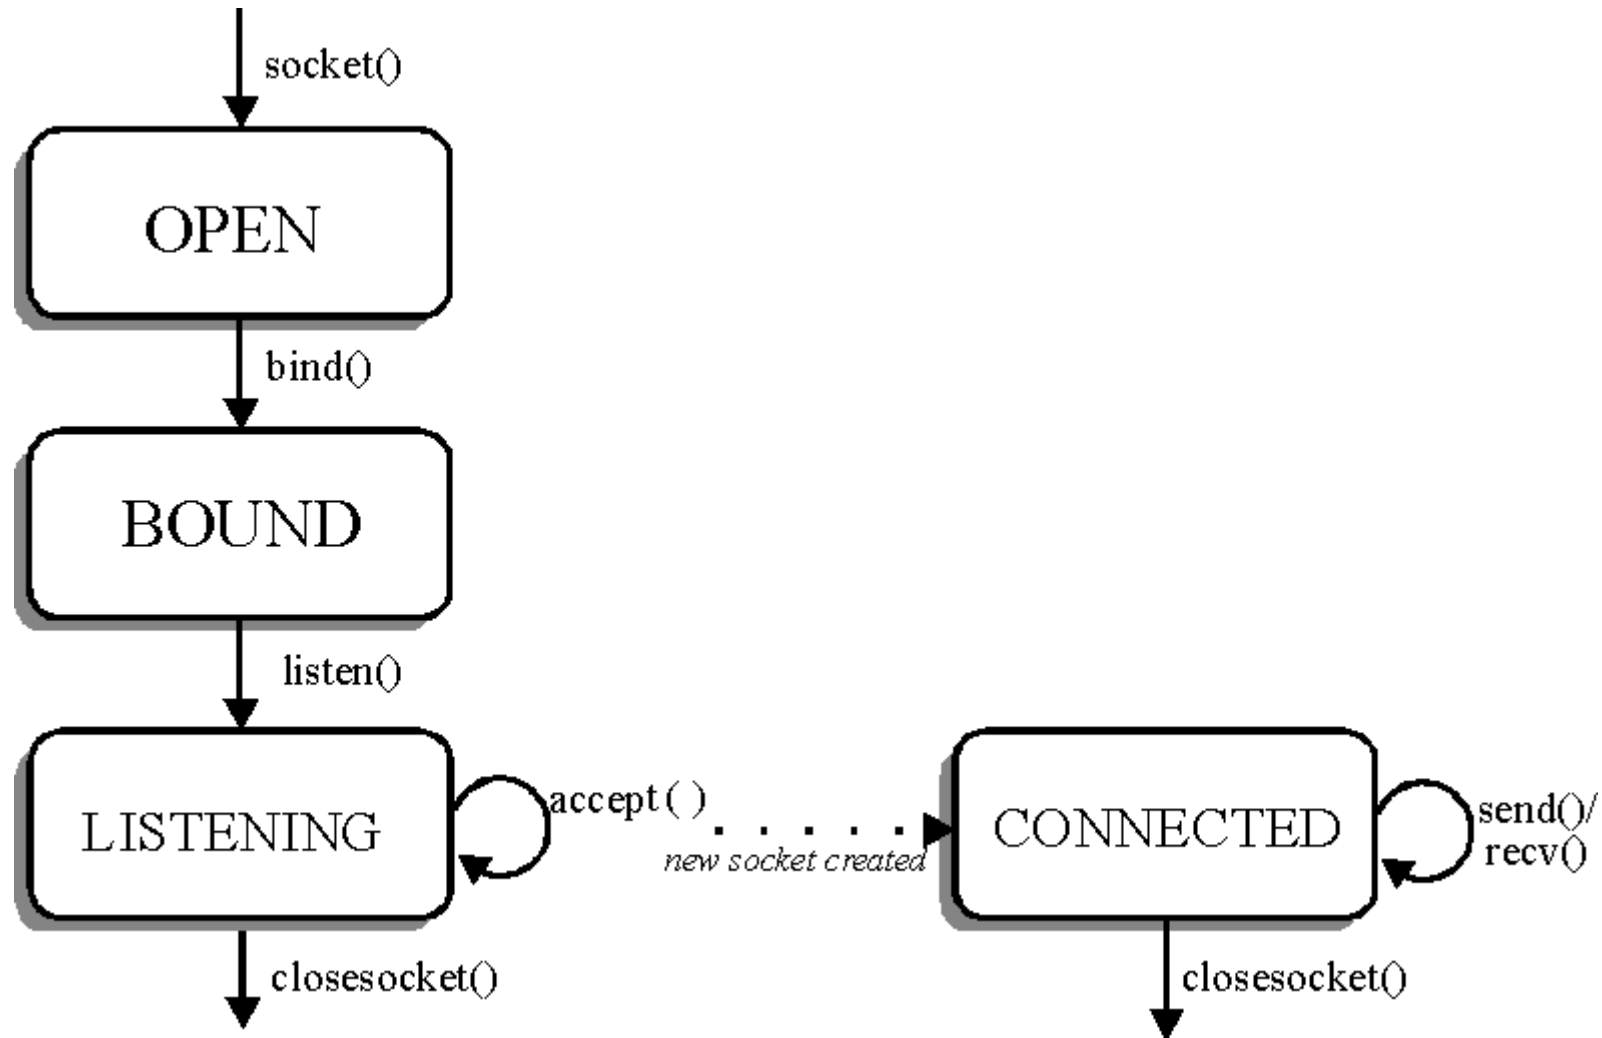 socket()
OPEN
bind()
BOUND
listen()
LISTENING
accept ( )
new socket created
CONNECTED
send()/
recv()
closesocket()
closesocket()